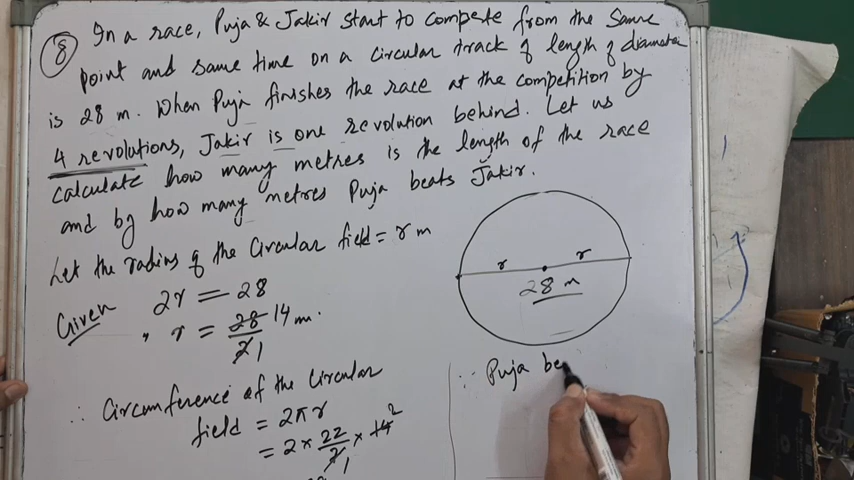 8 In a race, Puja & Jakir start to compete from the same
point and same time on a circular track of length of diameter
is 28 m. When Puja finishes the race at the competition by
4 revolutions, Jakir is one revolution behind. Let us
calculate how many metres is the length of the race
and by how many metres Puja beats Jakir.
Let the radius of the circular field = r m
Given 2r = 28
" r = 28/2 14 m.
1
r r
28 m
∴ Circumference of the circular
field = 2πr
= 2 × 22/7 × 14 2
1
∴ Puja be